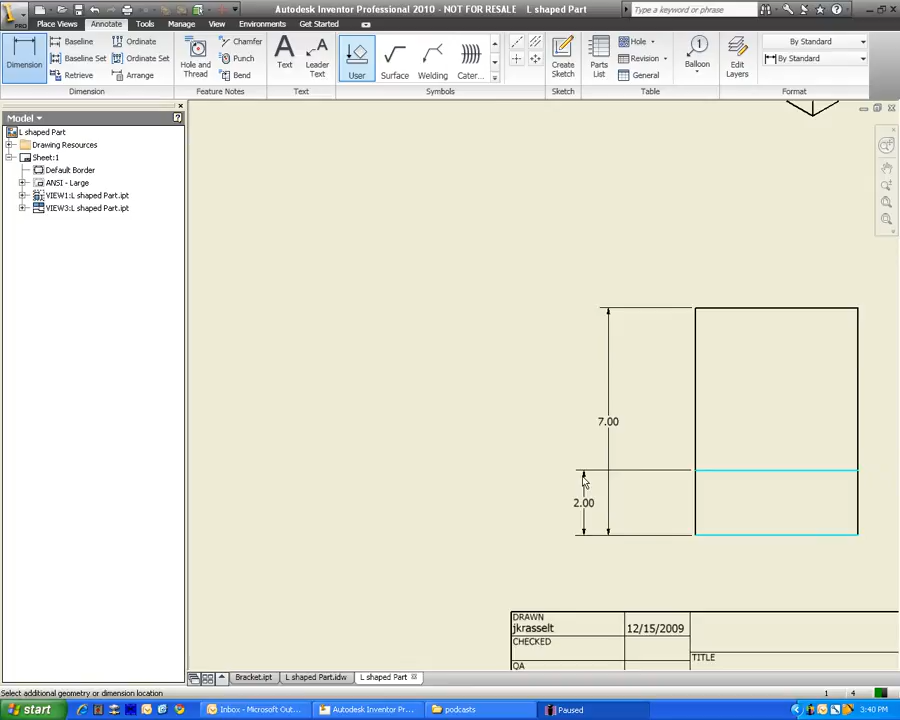 Autodesk Inventor Professional 2010 - NOT FOR RESALE L shaped Part
Type a keyword or phrase
PRO
Place Views Annotate Tools Manage View Environments Get Started
Dimension
Baseline
Baseline Set
Retrieve
Ordinate
Ordinate Set
Arrange
Dimension
Hole and
Thread
Chamfer
Punch
Bend
Feature Notes
Text
Leader
Text
Text
User
Surface
Welding
Cater...
Symbols
Create
Sketch
Sketch
Parts
List
Hole
Revision
General
Table
Balloon
Edit
Layers
By Standard
By Standard
Format
Model
L shaped Part
Drawing Resources
Sheet:1
Default Border
ANSI - Large
VIEW1:L shaped Part.ipt
VIEW3:L shaped Part.ipt
7.00
2.00
DRAWN
jkrasselt
12/15/2009
CHECKED
QA
TITLE
Bracket.ipt L shaped Part.idw L shaped Part
Select additional geometry or dimension location
1 4
start
Inbox - Microsoft Out...
Autodesk Inventor Pr...
podcasts
Paused
3:40 PM